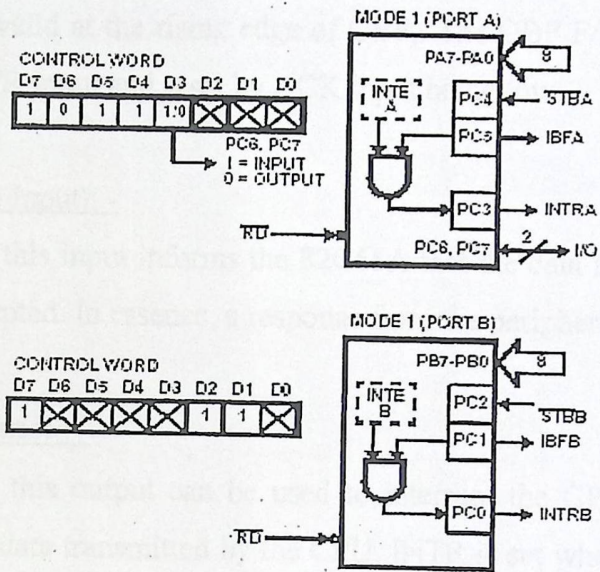 MODE 1 (PORT A)
CONTROL WORD
D7 D6 D5 D4 D3 D2 D1 D0
1 0 1 1 1/0 X X X
PC6, PC7
1 = INPUT
0 = OUTPUT
PA7-PA0 8
INTE A
PC4 STBA
PC5 IBFA
PC3 INTRA
RD
PC6, PC7 2 I/O
MODE 1 (PORT B)
CONTROL WORD
D7 D6 D5 D4 D3 D2 D1 D0
1 X X X X 1 1 X
PB7-PB0 8
INTE B
PC2 STBB
PC1 IBFB
PC0 INTRB
RD